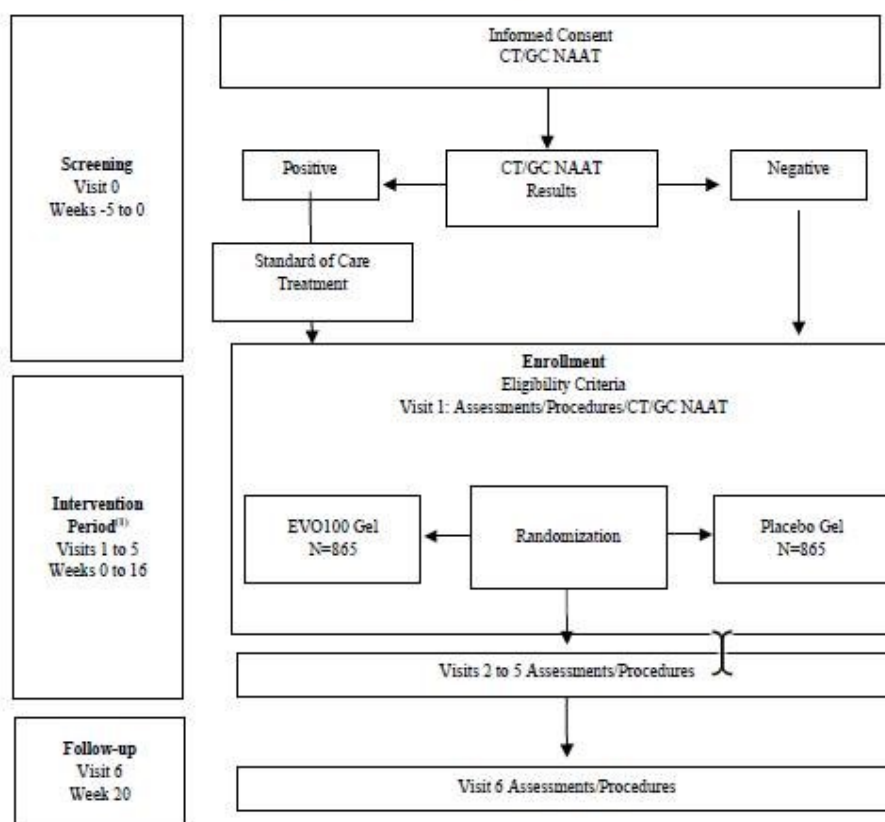 Informed Consent
CT/GC NAAT
Screening
Visit 0
Weeks -5 to 0
Positive
CT/GC NAAT
Results
Negative
Standard of Care
Treatment
Enrollment
Eligibility Criteria
Visit 1: Assessments/Procedures/CT/GC NAAT
Intervention
Period(1)
Visits 1 to 5
Weeks 0 to 16
EVO100 Gel
N=865
Randomization
Placebo Gel
N=865
Visits 2 to 5 Assessments/Procedures
Follow-up
Visit 6
Week 20
Visit 6 Assessments/Procedures